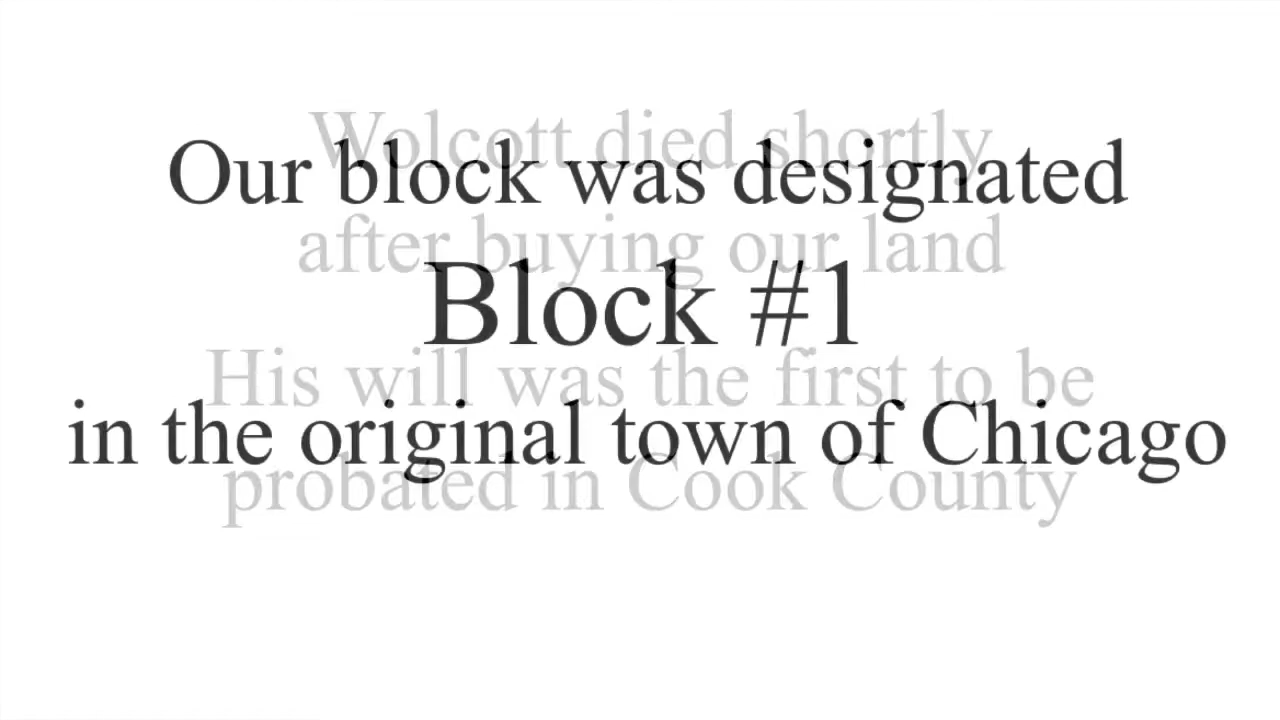 Wolcott died shortly
Our block was designated
after buying our land
Block #1
His will was the first to be
in the original town of Chicago
probated in Cook County